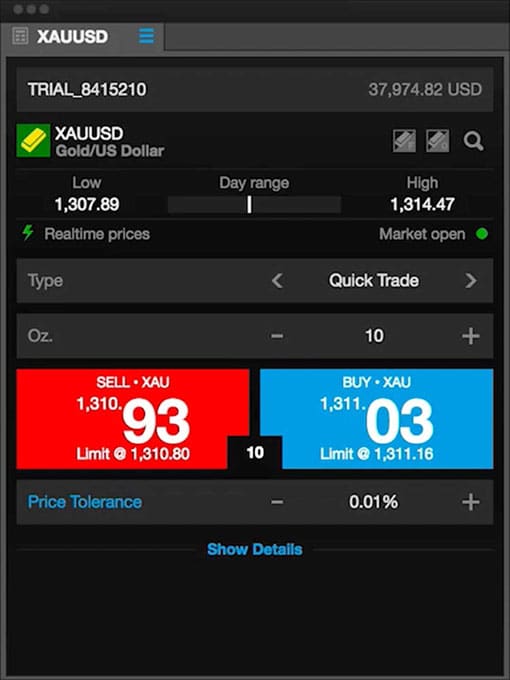 XAUUSD
TRIAL_8415210 37,974.82 USD
XAUUSD
Gold/US Dollar
Low Day range High
1,307.89 1,314.47
Realtime prices Market open
Type < Quick Trade >
Oz. − 10 +
SELL • XAU BUY • XAU
1,310.93 1,311.03
Limit @ 1,310.80 10 Limit @ 1,311.16
Price Tolerance − 0.01% +
Show Details